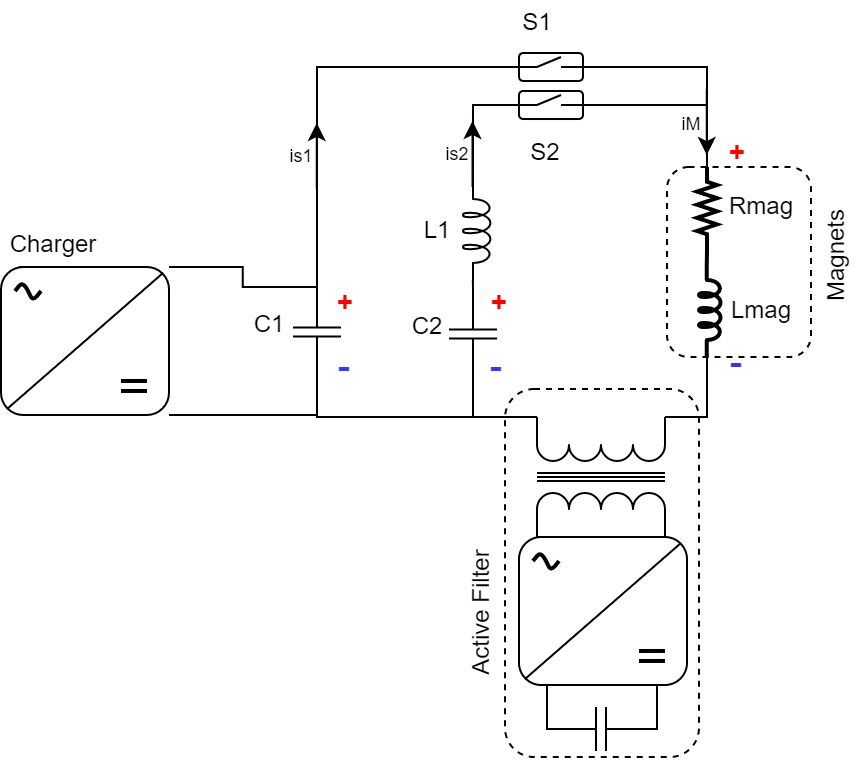 S1
S2
iM
+
is1
is2
Rmag
L1
Magnets
Charger
Lmag
+
+
C1
C2
-
-
-
Active Filter